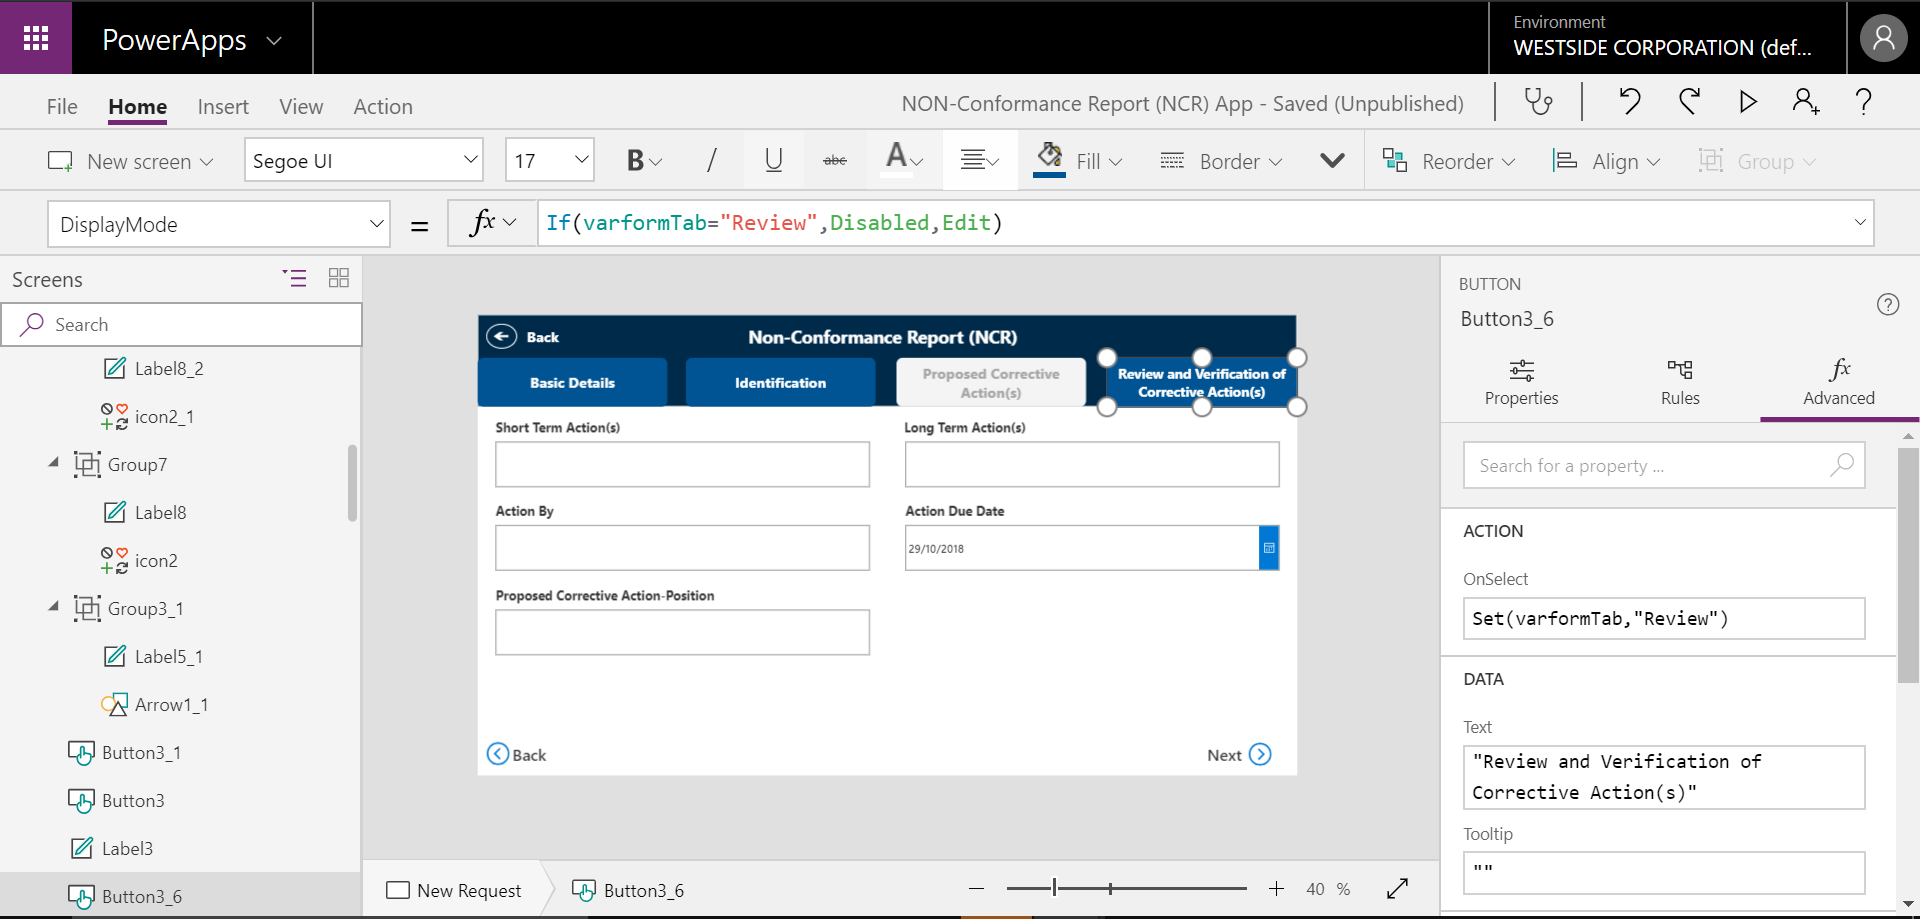 PowerApps
Environment
WESTSIDE CORPORATION (def...
File Home Insert View Action
NON-Conformance Report (NCR) App - Saved (Unpublished)
?
New screen
Segoe UI
17
B / U abc A
Fill
Border
Reorder
Align
Group
DisplayMode
=
fx
If(varformTab="Review",Disabled,Edit)
Screens
Search
Label8_2
icon2_1
Group7
Label8
icon2
Group3_1
Label5_1
Arrow1_1
Button3_1
Button3
Label3
Button3_6
Back
Non-Conformance Report (NCR)
Basic Details
Identification
Proposed Corrective
Action(s)
Review and Verification of
Corrective Action(s)
Short Term Action(s)
Long Term Action(s)
Action By
Action Due Date
29/10/2018
Proposed Corrective Action-Position
Back
Next
New Request
Button3_6
40 %
BUTTON
Button3_6
?
Properties
Rules
fx
Advanced
Search for a property ...
ACTION
OnSelect
Set(varformTab,"Review")
DATA
Text
"Review and Verification of
Corrective Action(s)"
Tooltip
""